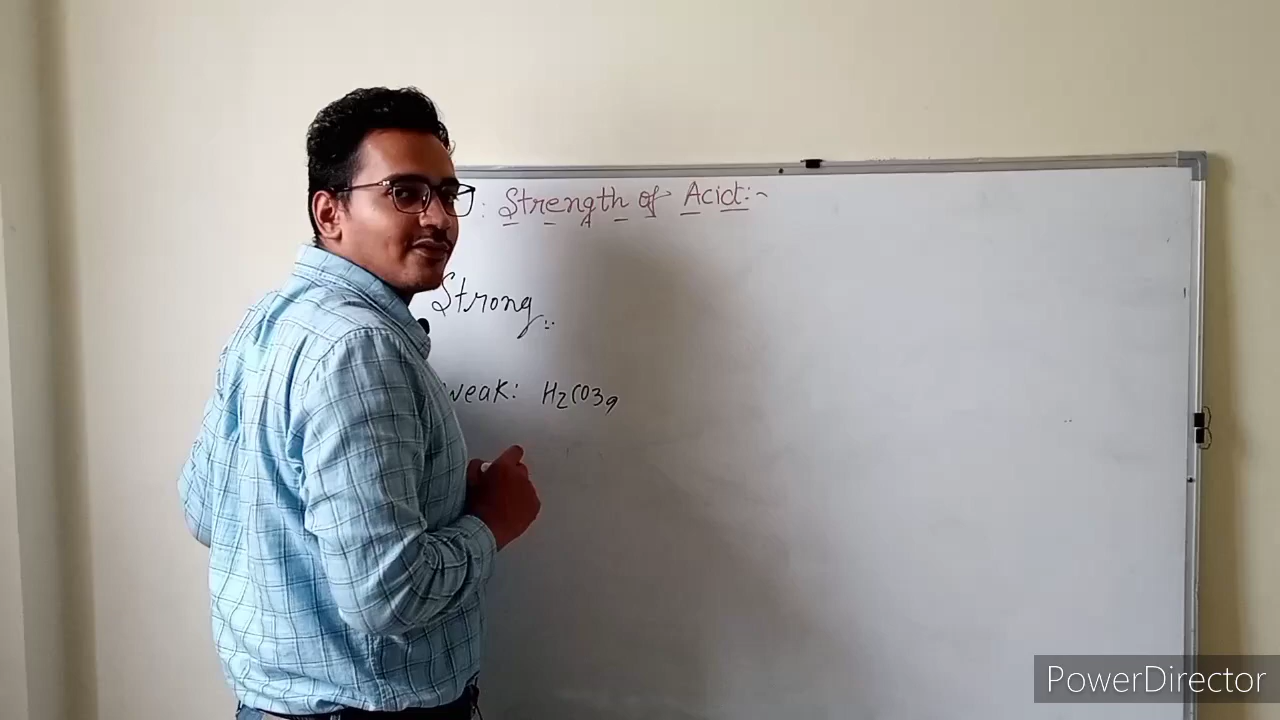 : Strength of Acid:-
Strong:
weak: H2CO3,
PowerDirector